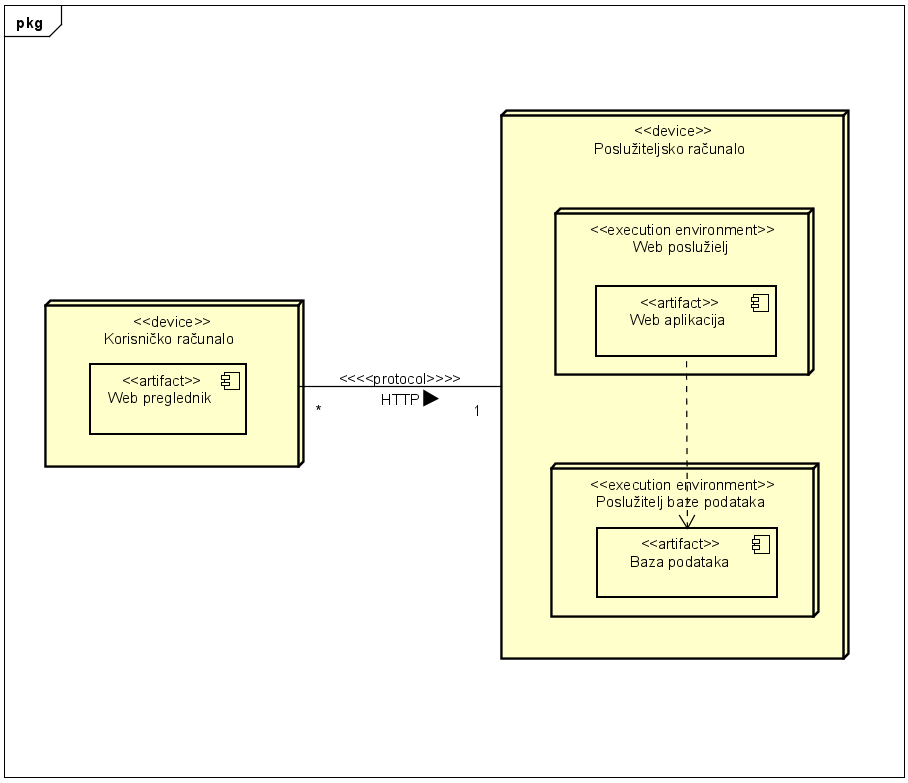 pkg
<<device>>
Poslužiteljsko računalo
<<execution environment>>
Web poslužielj
<<artifact>>
Web aplikacija
<<device>>
Korisničko računalo
<<artifact>>
Web preglednik
<<<<protocol>>>>
HTTP
*
1
<<execution environment>>
Poslužitelj baze podataka
<<artifact>>
Baza podataka